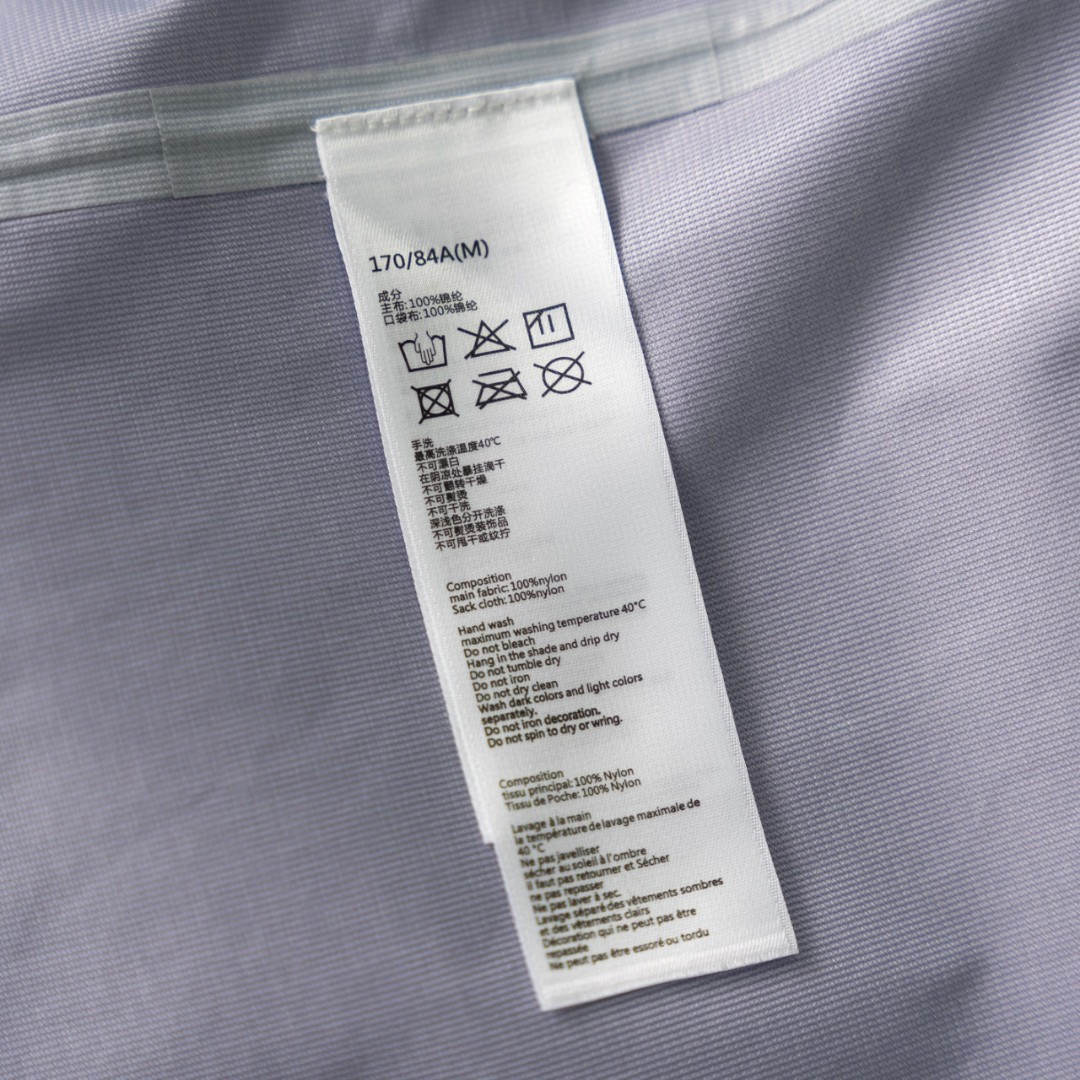 170/84A(M)
成分
主布:100%锦纶
口袋布:100%锦纶
手洗
最高洗涤温度40℃
不可漂白
在阴凉处暴挂滴干
不可翻转干燥
不可熨烫
不可干洗
深浅色分开洗涤
不可熨烫装饰品
不可甩干或纹拧
Composition
main fabric: 100%nylon
Sack cloth: 100%nylon
Hand wash
maximum washing temperature 40°C
Do not bleach
Hang in the shade and drip dry
Do not tumble dry
Do not iron
Do not dry clean
Wash dark colors and light colors
separately.
Do not iron decoration.
Do not spin to dry or wring.
Composition
tissu principal: 100% Nylon
Tissu de Poche: 100% Nylon
Lavage à la main
la température de lavage maximale de
40 °C
Ne pas javelliser
sécher au soleil à l'ombre
il faut pas retourner et Sécher
ne pas repasser
Ne pas laver à sec.
Lavage séparé des vêtements sombres
et des vêtements clairs
Décoration qui ne peut pas être
repassée
Ne peut pas être essoré ou tordu